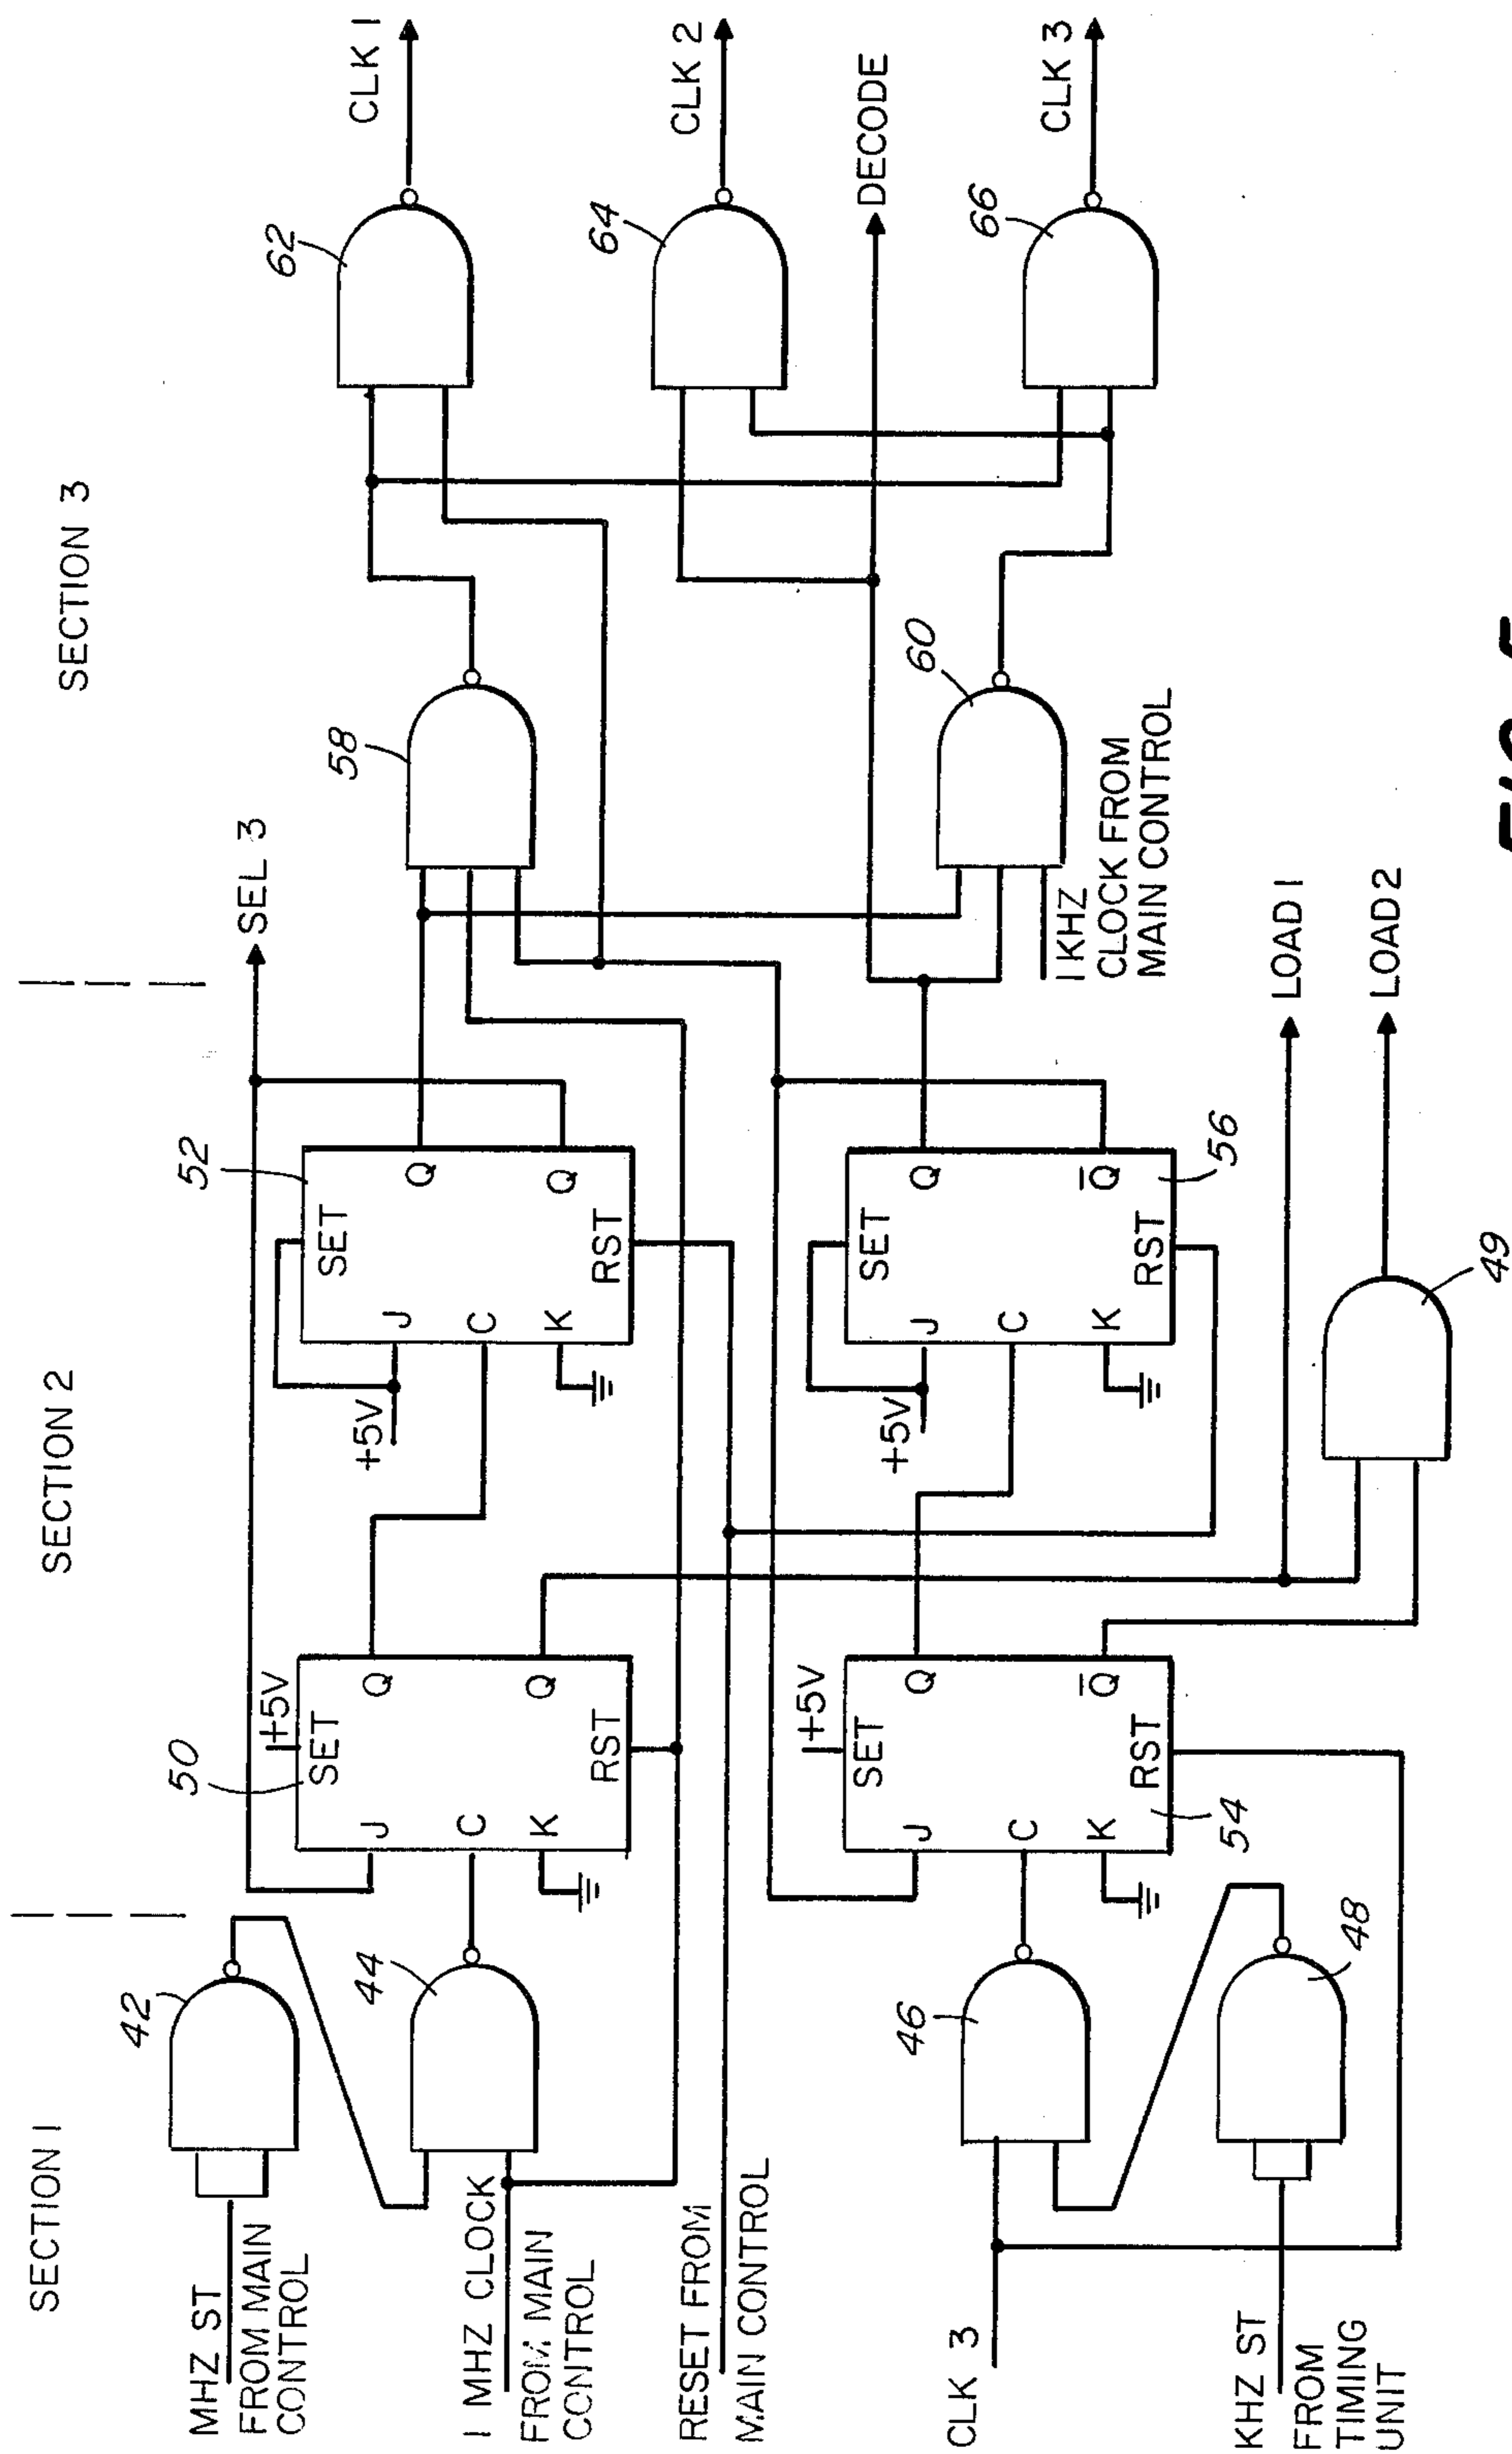 SECTION 1
SECTION 2
SECTION 3
MHZ ST
FROM MAIN
CONTROL
42
44
1 MHZ CLOCK
FROM MAIN
CONTROL
RESET FROM
MAIN CONTROL
CLK 3
46
KHZ ST
FROM
TIMING
UNIT
48
50
+5V
SET
J
C
K
Q
Q
RST
52
+5V
SET
J
C
K
Q
Q
RST
SEL 3
54
+5V
SET
J
C
K
Q
Q̅
RST
56
+5V
SET
J
C
K
Q
Q̅
RST
49
LOAD 1
LOAD 2
58
60
1 KHZ
CLOCK FROM
MAIN CONTROL
62
CLK 1
64
CLK 2
DECODE
66
CLK 3